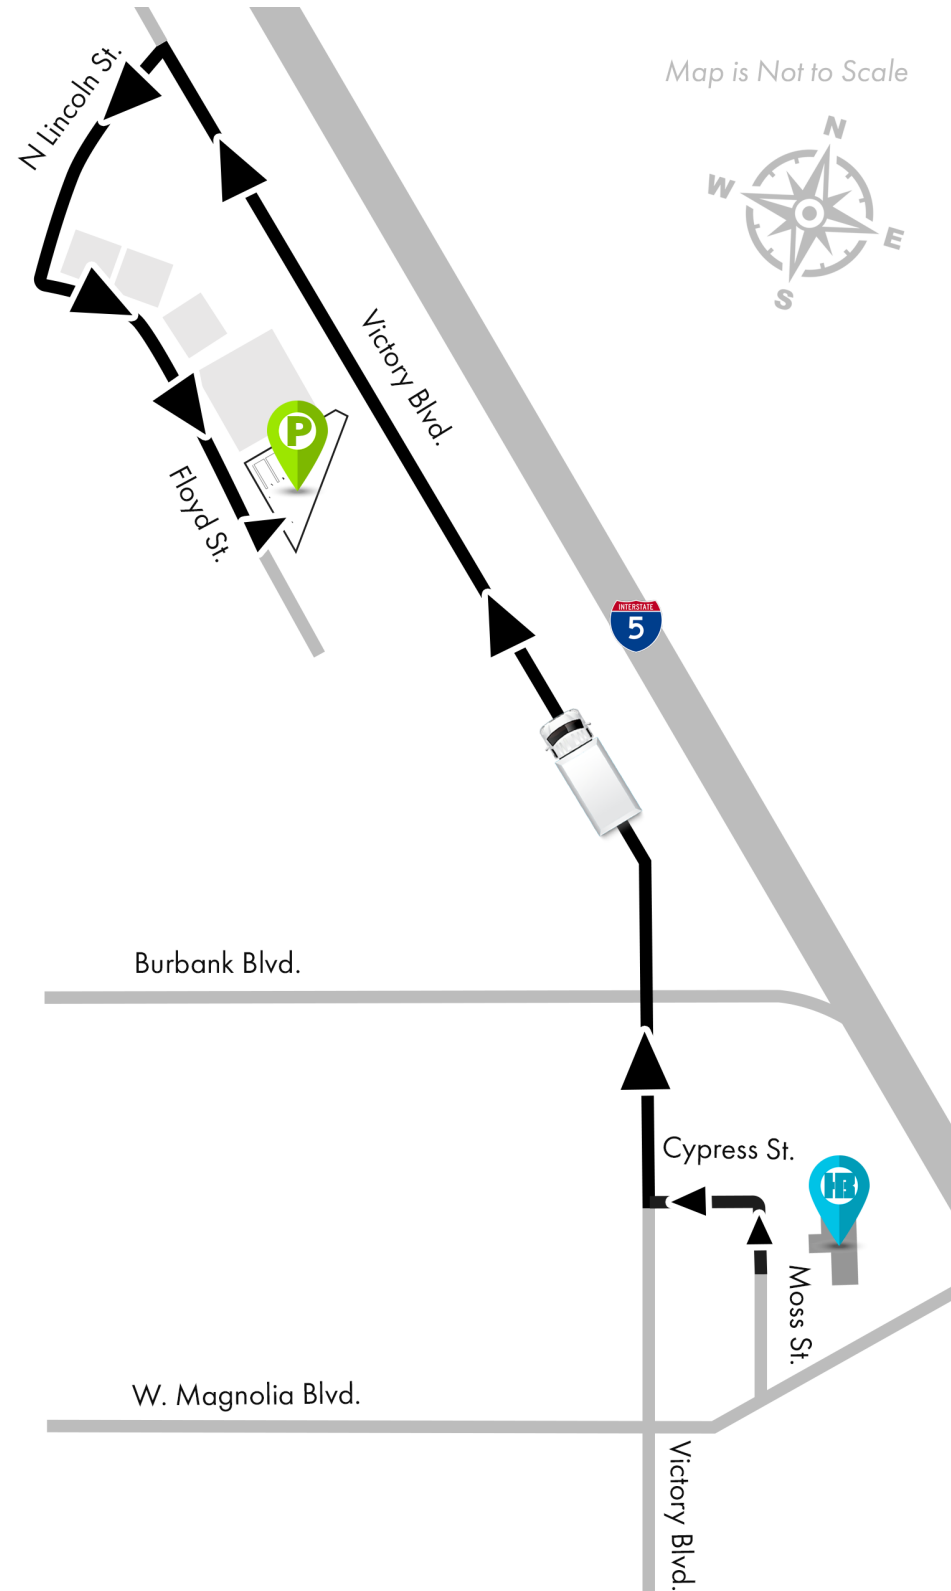 N Lincoln St.
Map is Not to Scale
N
W
E
S
Victory Blvd.
P
Floyd St.
INTERSTATE
5
Burbank Blvd.
Cypress St.
HB
Moss St.
W. Magnolia Blvd.
Victory Blvd.